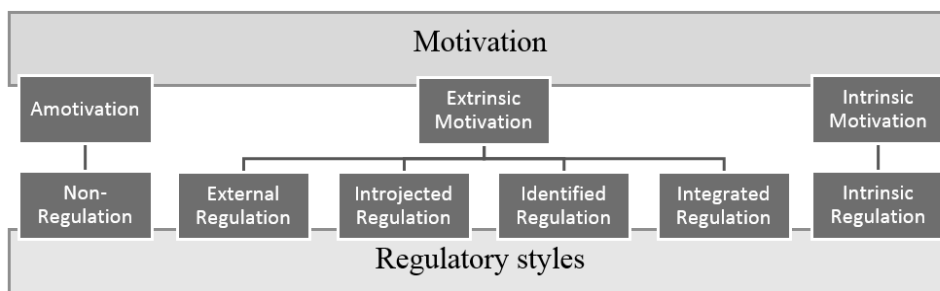 Motivation
Amotivation
Extrinsic
Motivation
Intrinsic
Motivation
Non-
Regulation
External
Regulation
Introjected
Regulation
Identified
Regulation
Integrated
Regulation
Intrinsic
Regulation
Regulatory styles